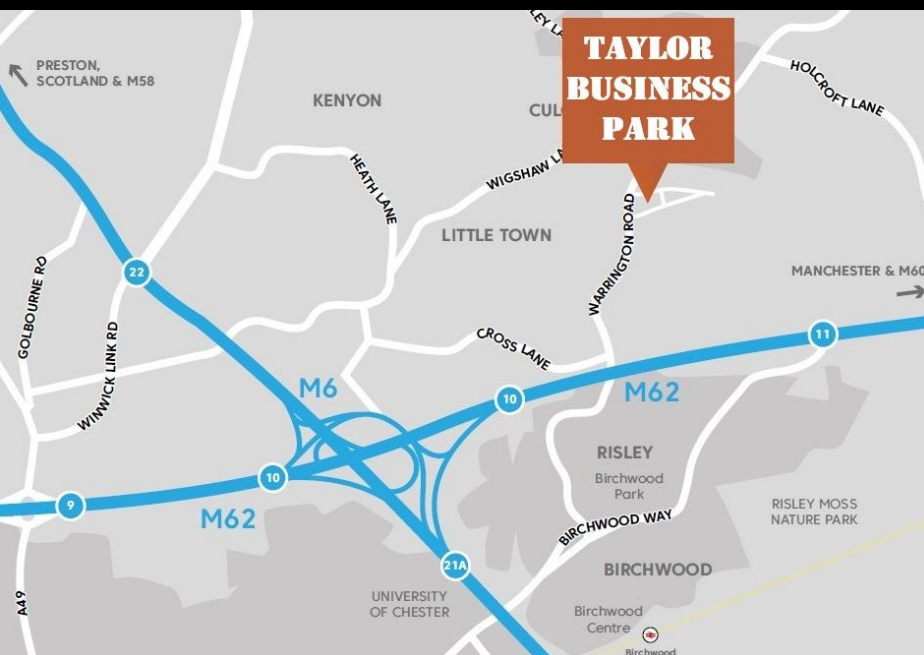 TAYLOR
BUSINESS
PARK
PRESTON,
SCOTLAND & M58
KENYON
HOLCROFT LANE
HEATH LANE
WIGSHAW
LITTLE TOWN
WARRINGTON ROAD
GOLBOURNE RD
22
MANCHESTER & M60
WINWICK LINK RD
CROSS LANE
11
M6
10
M62
RISLEY
Birchwood
Park
10
9
M62
RISLEY MOSS
NATURE PARK
BIRCHWOOD WAY
21A
BIRCHWOOD
UNIVERSITY
OF CHESTER
A49
Birchwood
Centre
Birchwood